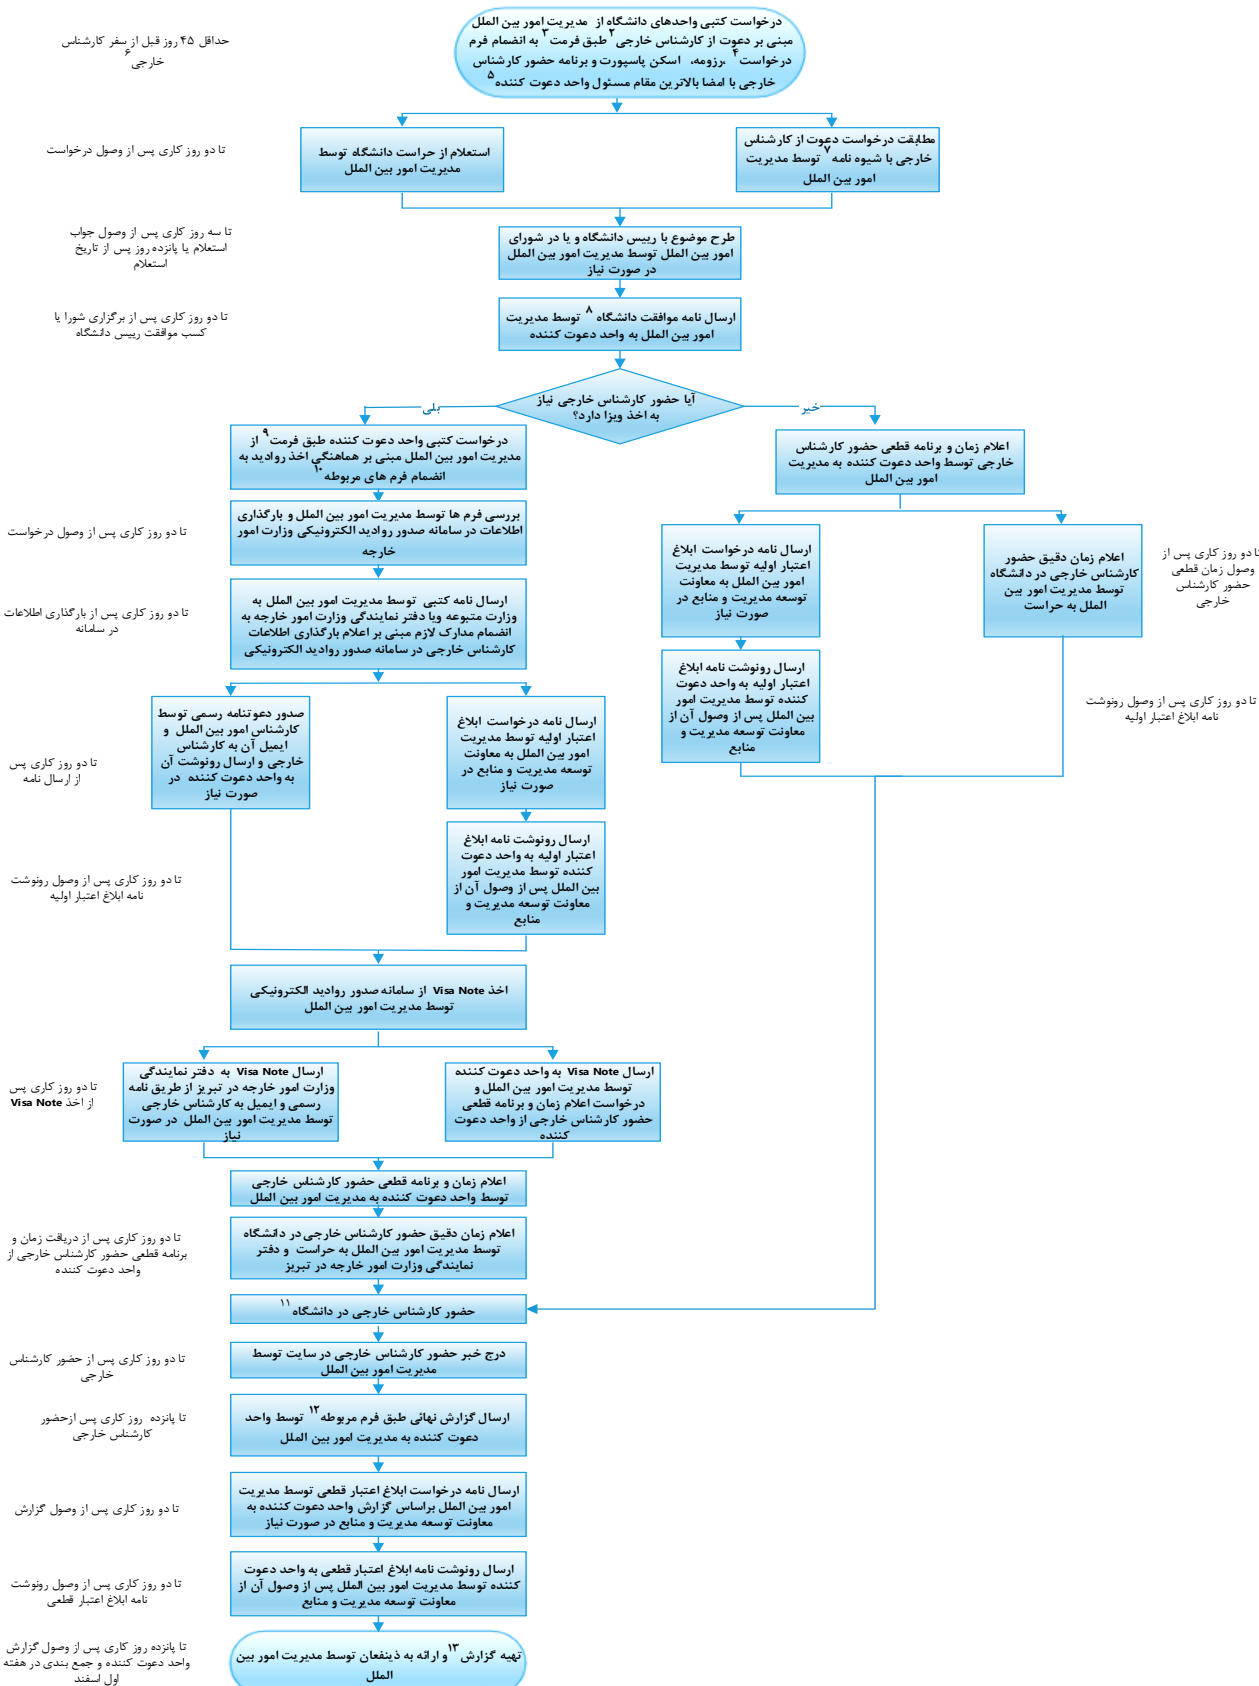 درخواست کتبی واحدهای دانشگاه از مدیریت امور بین الملل
مبنی بر دعوت از کارشناس خارجی۲ طبق فرمت۳ به انضمام فرم
درخواست۴ ،رزومه، اسکن پاسپورت و برنامه حضور کارشناس
خارجی با امضا بالاترین مقام مسئول واحد دعوت کننده۵
حداقل ۴۵ روز قبل از سفر کارشناس
خارجی۶
مطابقت درخواست دعوت از کارشناس
خارجی با شیوه نامه۷ توسط مدیریت
امور بین الملل
استعلام از حراست دانشگاه توسط
مدیریت امور بین الملل
تا دو روز کاری پس از وصول درخواست
طرح موضوع با رییس دانشگاه و یا در شورای
امور بین الملل توسط مدیریت امور بین الملل
در صورت نیاز
تا سه روز کاری پس از وصول جواب
استعلام یا پانزده روز پس از تاریخ
استعلام
ارسال نامه موافقت دانشگاه۸ توسط مدیریت
امور بین الملل به واحد دعوت کننده
تا دو روز کاری پس از برگزاری شورا یا
کسب موافقت رییس دانشگاه
آیا حضور کارشناس خارجی نیاز
به اخذ ویزا دارد؟
خیر
بلی
اعلام زمان و برنامه قطعی حضور کارشناس
خارجی توسط واحد دعوت کننده به مدیریت
امور بین الملل
درخواست کتبی واحد دعوت کننده طبق فرمت۹ از
مدیریت امور بین الملل مبنی بر هماهنگی اخذ روادید به
انضمام فرم های مربوطه۱۰
بررسی فرم ها توسط مدیریت امور بین الملل و بارگذاری
اطلاعات در سامانه صدور روادید الکترونیکی وزارت امور
خارجه
تا دو روز کاری پس از وصول درخواست
تا دو روز کاری پس از
وصول زمان قطعی
حضور کارشناس
خارجی
اعلام زمان دقیق حضور
کارشناس خارجی در دانشگاه
توسط مدیریت امور بین
الملل به حراست
ارسال نامه درخواست ابلاغ
اعتبار اولیه توسط مدیریت
امور بین الملل به معاونت
توسعه مدیریت و منابع در
صورت نیاز
ارسال نامه کتبی توسط مدیریت امور بین الملل به
وزارت متبوعه ویا دفتر نمایندگی وزارت امور خارجه به
انضمام مدارک لازم مبنی بر اعلام بارگذاری اطلاعات
کارشناس خارجی در سامانه صدور روادید الکترونیکی
تا دو روز کاری پس از بارگذاری اطلاعات
در سامانه
ارسال رونوشت نامه ابلاغ
اعتبار اولیه به واحد دعوت
کننده توسط مدیریت امور
بین الملل پس از وصول آن از
معاونت توسعه مدیریت و
منابع
تا دو روز کاری پس از وصول رونوشت
نامه ابلاغ اعتبار اولیه
ارسال نامه درخواست ابلاغ
اعتبار اولیه توسط مدیریت
امور بین الملل به معاونت
توسعه مدیریت و منابع در
صورت نیاز
صدور دعوتنامه رسمی توسط
کارشناس امور بین الملل و
ایمیل آن به کارشناس
خارجی و ارسال رونوشت آن
به واحد دعوت کننده در
صورت نیاز
تا دو روز کاری پس
از ارسال نامه
ارسال رونوشت نامه ابلاغ
اعتبار اولیه به واحد دعوت
کننده توسط مدیریت امور
بین الملل پس از وصول آن از
معاونت توسعه مدیریت و
منابع
تا دو روز کاری پس از وصول رونوشت
نامه ابلاغ اعتبار اولیه
اخذ Visa Note از سامانه صدور روادید الکترونیکی
توسط مدیریت امور بین الملل
ارسال Visa Note به واحد دعوت کننده
توسط مدیریت امور بین الملل و
درخواست اعلام زمان و برنامه قطعی
حضور کارشناس خارجی از واحد دعوت
کننده
ارسال Visa Note به دفتر نمایندگی
وزارت امور خارجه در تبریز از طریق نامه
رسمی و ایمیل به کارشناس خارجی
توسط مدیریت امور بین الملل در صورت
نیاز
تا دو روز کاری پس
از اخذ Visa Note
اعلام زمان و برنامه قطعی حضور کارشناس خارجی
توسط واحد دعوت کننده به مدیریت امور بین الملل
اعلام زمان دقیق حضور کارشناس خارجی در دانشگاه
توسط مدیریت امور بین الملل به حراست و دفتر
نمایندگی وزارت امور خارجه در تبریز
تا دو روز کاری پس از دریافت زمان و
برنامه قطعی حضور کارشناس خارجی از
واحد دعوت کننده
حضور کارشناس خارجی در دانشگاه۱۱
درج خبر حضور کارشناس خارجی در سایت توسط
مدیریت امور بین الملل
تا دو روز کاری پس از حضور کارشناس
خارجی
ارسال گزارش نهائی طبق فرم مربوطه۱۲ توسط واحد
دعوت کننده به مدیریت امور بین الملل
تا پانزده روز کاری پس ازحضور
کارشناس خارجی
ارسال نامه درخواست ابلاغ اعتبار قطعی توسط مدیریت
امور بین الملل براساس گزارش واحد دعوت کننده به
معاونت توسعه مدیریت و منابع در صورت نیاز
تا دو روز کاری پس از وصول گزارش
ارسال رونوشت نامه ابلاغ اعتبار قطعی به واحد دعوت
کننده توسط مدیریت امور بین الملل پس از وصول آن از
معاونت توسعه مدیریت و منابع
تا دو روز کاری پس از وصول رونوشت
نامه ابلاغ اعتبار قطعی
تهیه گزارش۱۳ و ارائه به ذینفعان توسط مدیریت امور بین
الملل
تا پانزده روز کاری پس از وصول گزارش
واحد دعوت کننده و جمع بندی در هفته
اول اسفند